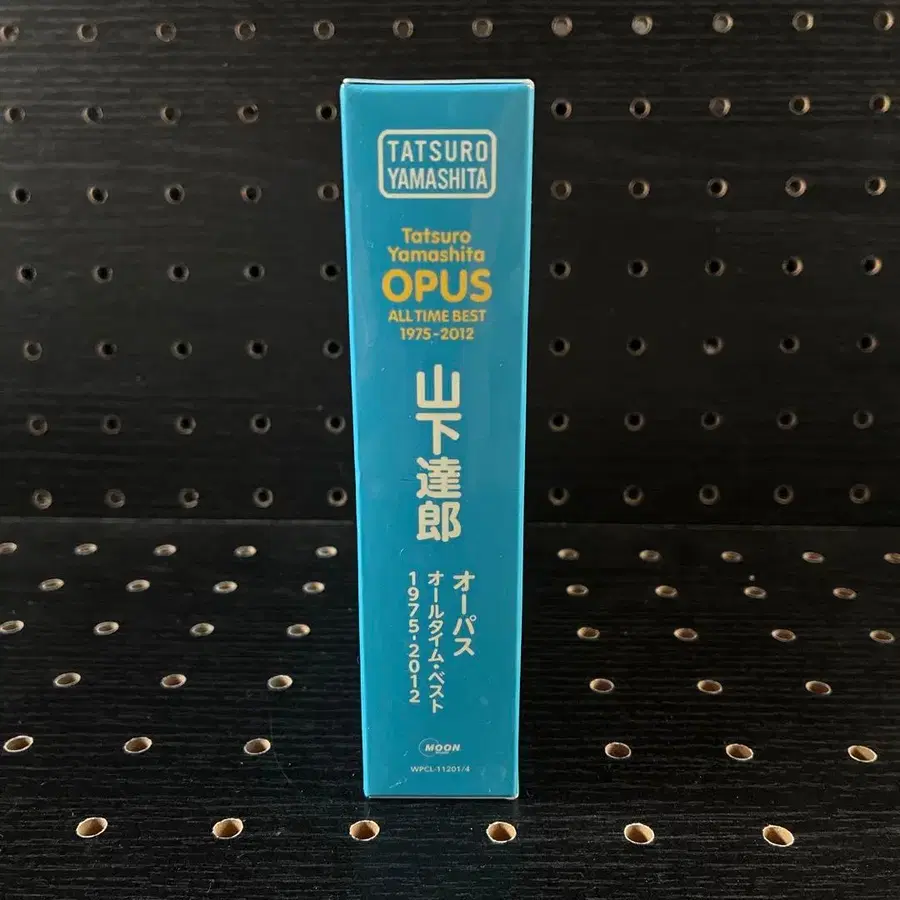 TATSURO
YAMASHITA
Tatsuro
Yamashita
OPUS
ALL TIME BEST
1975-2012
山下達郎
オーパス
オールタイム・ベスト
1975-2012
MOON
WPCL-11201/4